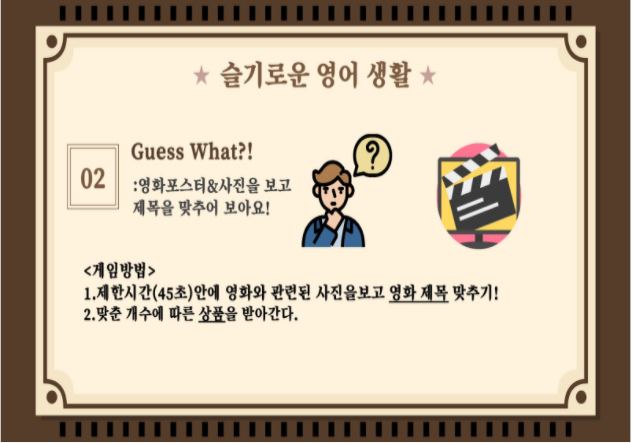 ★ 슬기로운 영어 생활 ★
02
Guess What?!
:영화포스터&사진을 보고
제목을 맞추어 보아요!
?
<게임방법>
1.제한시간(45초)안에 영화와 관련된 사진을보고 영화 제목 맞추기!
2.맞춘 개수에 따른 상품을 받아간다.